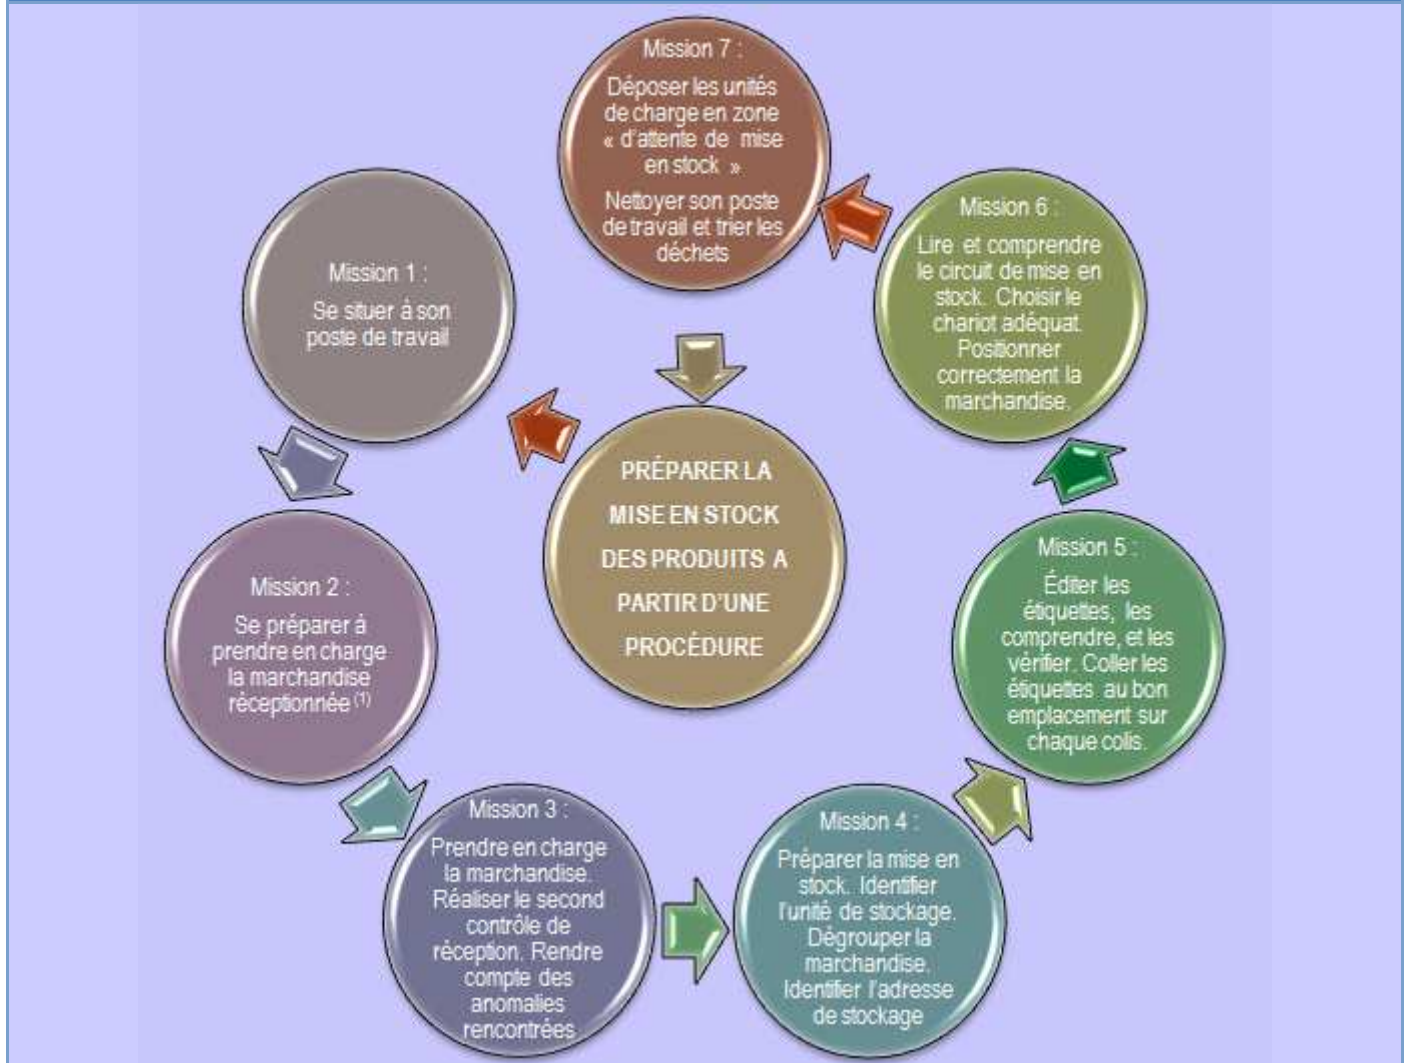 Mission 7 :
Déposer les unités
de charge en zone
« d'attente de mise
en stock »
Nettoyer son poste
de travail et trier les
déchets
Mission 1 :
Se situer à son
poste de travail
Mission 6 :
Lire et comprendre
le circuit de mise en
stock. Choisir le
chariot adéquat.
Positionner
correctement la
marchandise.
PRÉPARER LA
MISE EN STOCK
DES PRODUITS A
PARTIR D'UNE
PROCÉDURE
Mission 2 :
Se préparer à
prendre en charge
la marchandise
réceptionnée (1)
Mission 5 :
Éditer les
étiquettes, les
comprendre, et les
vérifier. Coller les
étiquettes au bon
emplacement sur
chaque colis.
Mission 3 :
Prendre en charge
la marchandise.
Réaliser le second
contrôle de
réception. Rendre
compte des
anomalies
rencontrées
Mission 4 :
Préparer la mise en
stock. Identifier
l'unité de stockage.
Dégrouper la
marchandise.
Identifier l'adresse
de stockage